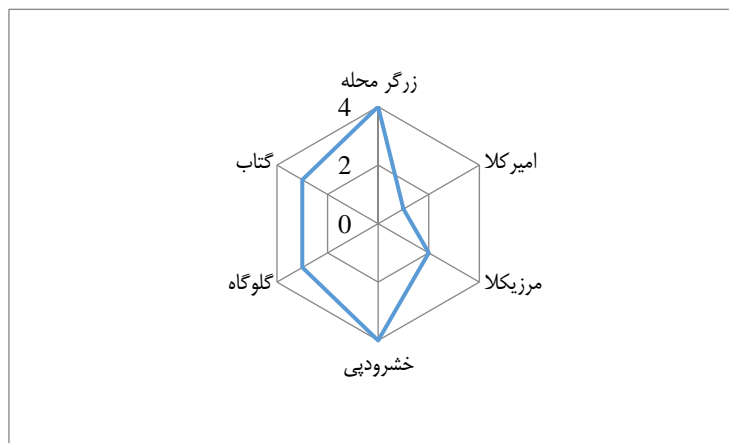 زرگر محله
4
امیرکلا
گتاب
2
0
مرزیکلا
گلوگاه
خشرودپی